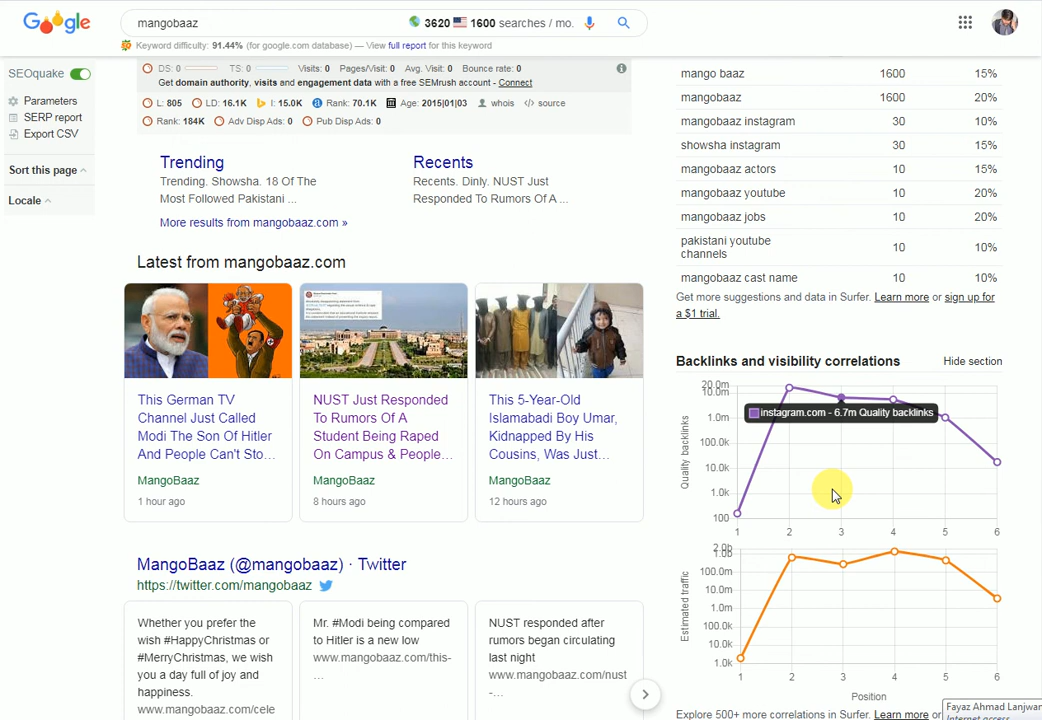 Google
mangobaaz
3620 1600 searches / mo.
Keyword difficulty: 91.44% (for google.com database) — View full report for this keyword
SEOquake
Parameters
SERP report
Export CSV
Sort this page
Locale
DS: 0 TS: 0 Visits: 0 Pages/Visit: 0 Avg. Visit: 0 Bounce rate: 0
Get domain authority, visits and engagement data with a free SEMrush account - Connect
L: 805 LD: 16.1K I: 15.0K Rank: 70.1K Age: 2015|01|03 whois </> source
Rank: 184K Adv Disp Ads: 0 Pub Disp Ads: 0
Trending
Trending. Showsha. 18 Of The
Most Followed Pakistani ...
Recents
Recents. Dinly. NUST Just
Responded To Rumors Of A ...
More results from mangobaaz.com »
Latest from mangobaaz.com
This German TV
Channel Just Called
Modi The Son Of Hitler
And People Can't Sto...
MangoBaaz
1 hour ago
NUST Just Responded
To Rumors Of A
Student Being Raped
On Campus & People...
MangoBaaz
8 hours ago
This 5-Year-Old
Islamabadi Boy Umar,
Kidnapped By His
Cousins, Was Just...
MangoBaaz
12 hours ago
MangoBaaz (@mangobaaz) · Twitter
https://twitter.com/mangobaaz
Whether you prefer the
wish #HappyChristmas or
#MerryChristmas, we wish
you a day full of joy and
happiness.
www.mangobaaz.com/cele
Mr. #Modi being compared
to Hitler is a new low
www.mangobaaz.com/this-
...
NUST responded after
rumors began circulating
last night
www.mangobaaz.com/nust
-...
mango baaz 1600 15%
mangobaaz 1600 20%
mangobaaz instagram 30 10%
showsha instagram 30 15%
mangobaaz actors 10 15%
mangobaaz youtube 10 20%
mangobaaz jobs 10 20%
pakistani youtube
channels 10 10%
mangobaaz cast name 10 10%
Get more suggestions and data in Surfer. Learn more or sign up for
a $1 trial.
Backlinks and visibility correlations Hide section
20.0m
10.0m
instagram.com - 6.7m Quality backlinks
1.0m
100.0k
10.0k
1.0k
100
Quality backlinks
1 2 3 4 5 6
2.0b
1.0b
100.0m
10.0m
1.0m
100.0k
10.0k
1.0k
Estimated traffic
1 2 3 4 5 6
Position
Explore 500+ more correlations in Surfer. Learn more or
Fayaz Ahmad Lanjwar
Internet access